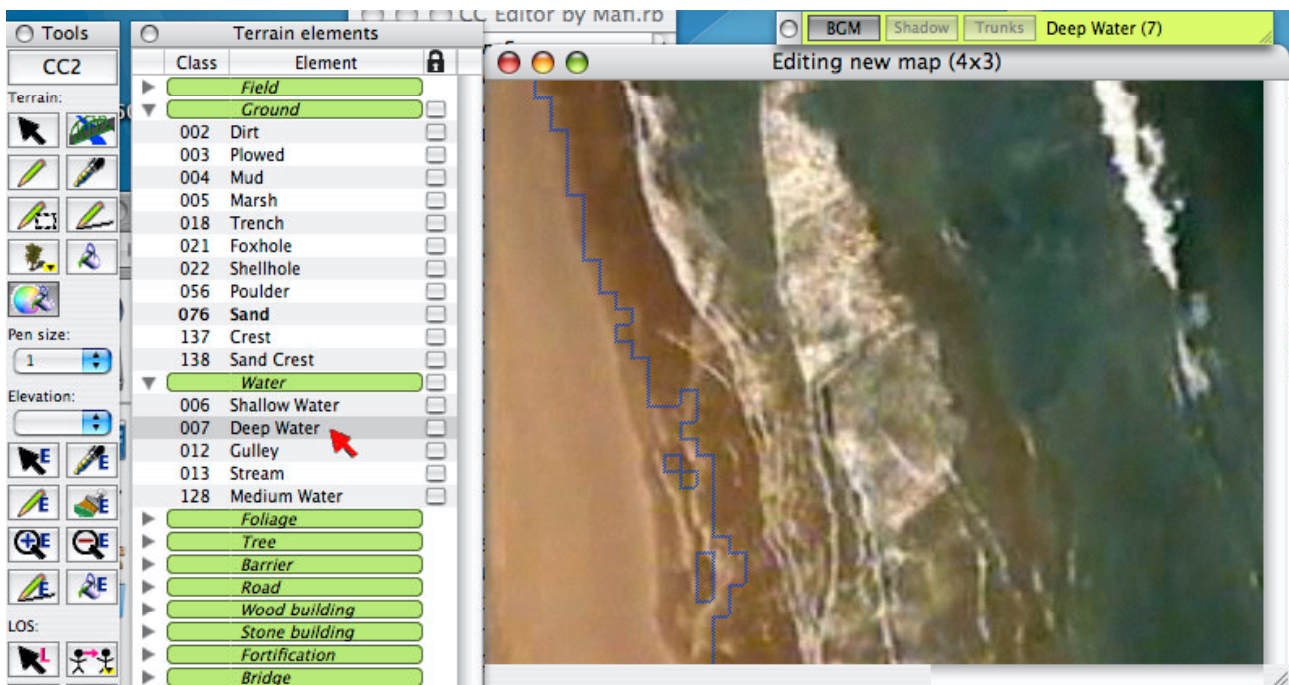 CC Editor by Mafi.rb
Tools
CC2
Terrain:
Pen size:
1
Elevation:
E
E
E
E
E
E
E
E
LOS:
L
Terrain elements
Class Element
Field
Ground
002 Dirt
003 Plowed
004 Mud
005 Marsh
018 Trench
021 Foxhole
022 Shellhole
056 Poulder
076 Sand
137 Crest
138 Sand Crest
Water
006 Shallow Water
007 Deep Water
012 Gulley
013 Stream
128 Medium Water
Foliage
Tree
Barrier
Road
Wood building
Stone building
Fortification
Bridge
BGM Shadow Trunks Deep Water (7)
Editing new map (4x3)